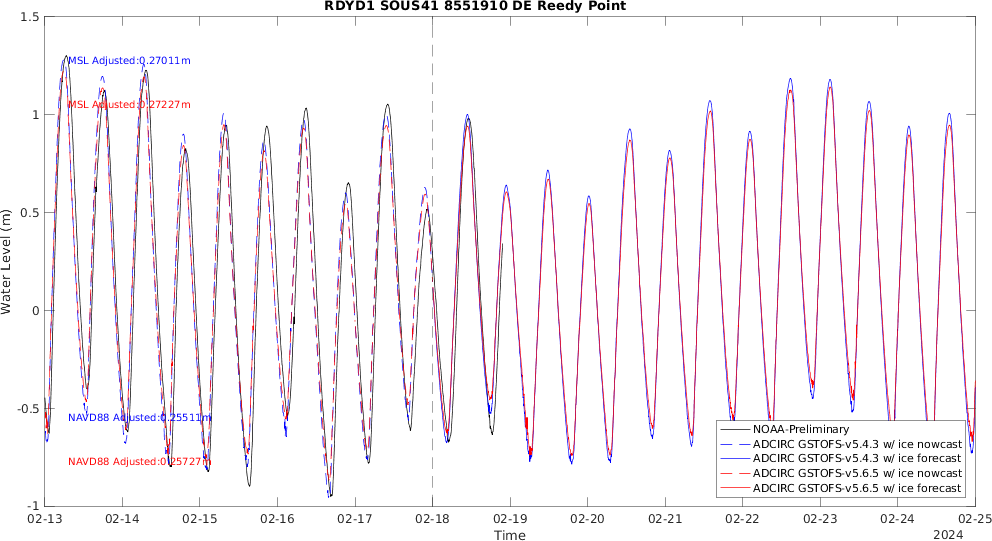 RDYD1 SOUS41 8551910 DE Reedy Point
1.5
MSL Adjusted:0.27011m
MSL Adjusted:0.27227m
1
0.5
Water Level (m)
0
-0.5
NAVD88 Adjusted:0.25511m
NAVD88 Adjusted:0.25727m
-1
NOAA-Preliminary
ADCIRC GSTOFS-v5.4.3 w/ ice nowcast
ADCIRC GSTOFS-v5.4.3 w/ ice forecast
ADCIRC GSTOFS-v5.6.5 w/ ice nowcast
ADCIRC GSTOFS-v5.6.5 w/ ice forecast
02-13 02-14 02-15 02-16 02-17 02-18 02-19 02-20 02-21 02-22 02-23 02-24 02-25
Time
2024